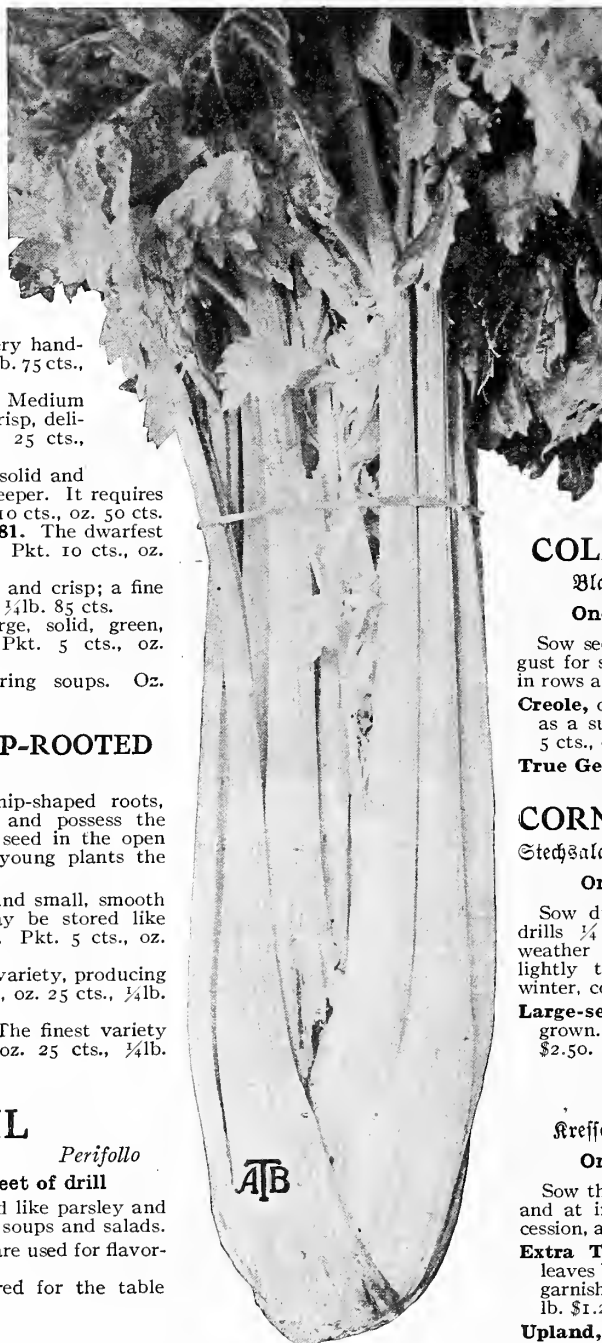 ery hand-
lb. 75 cts.,
Medium
risp, deli-
25 cts.,
solid and
eeper. It requires
10 cts., oz. 50 cts.
81. The dwarfest
Pkt. 10 cts., oz.
and crisp; a fine
¼lb. 85 cts.
rge, solid, green,
Pkt. 5 cts., oz.
ring soups. Oz.
P-ROOTED
nip-shaped roots,
and possess the
seed in the open
young plants the
and small, smooth
ay be stored like
. Pkt. 5 cts., oz.
variety, producing
, oz. 25 cts., ¼lb.
The finest variety
oz. 25 cts., ¼lb.
IL
Perifollo
eet of drill
d like parsley and
soups and salads.
are used for flavor-
red for the table
ATB
COL
Bla
On
Sow see
gust for s
in rows a
Creole, o
as a su
5 cts., 
True Ge
CORN
Stechsala
Or
Sow d
drills ¼
weather
lightly t
winter, co
Large-se
grown.
$2.50.
Kresse
Or
Sow th
and at i
cession, a
Extra T
leaves
garnish
lb. $1.2
Upland,